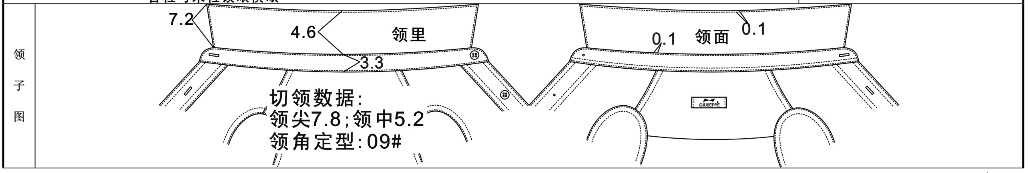 领子图
7.2
4.6
3.3
领里
0.1
领面
0.1
切领数据:
领尖7.8;领中5.2
领角定型:09#